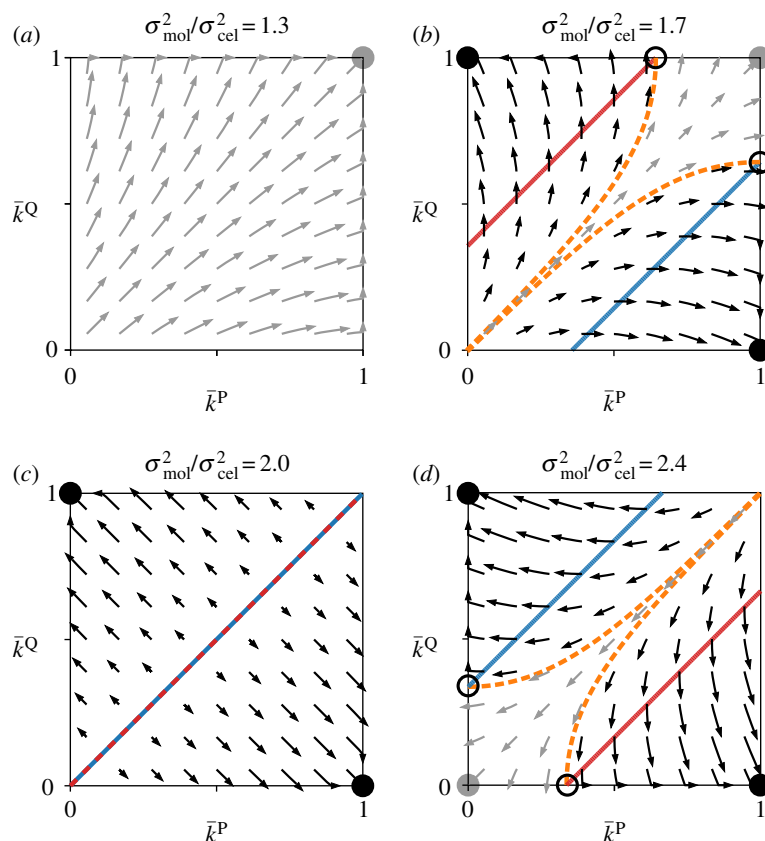 (a) σ²mol/σ²cel = 1.3
1
k̄Q
0
0 1
k̄P
(b) σ²mol/σ²cel = 1.7
1
k̄Q
0
0 1
k̄P
(c) σ²mol/σ²cel = 2.0
1
k̄Q
0
0 1
k̄P
(d) σ²mol/σ²cel = 2.4
1
k̄Q
0
0 1
k̄P